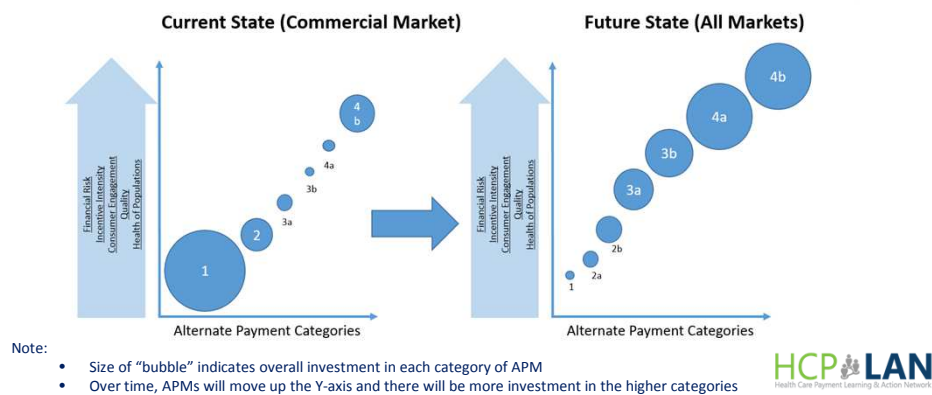 Current State (Commercial Market)
Future State (All Markets)
Financial Risk
Incentive Intensity
Consumer Engagement
Quality
Health of Populations
4
b
4a
3b
3a
2
1
Alternate Payment Categories
Financial Risk
Incentive Intensity
Consumer Engagement
Quality
Health of Populations
4b
4a
3b
3a
2b
2a
1
Alternate Payment Categories
Note:
• Size of “bubble” indicates overall investment in each category of APM
• Over time, APMs will move up the Y-axis and there will be more investment in the higher categories
HCP LAN
Health Care Payment Learning & Action Network